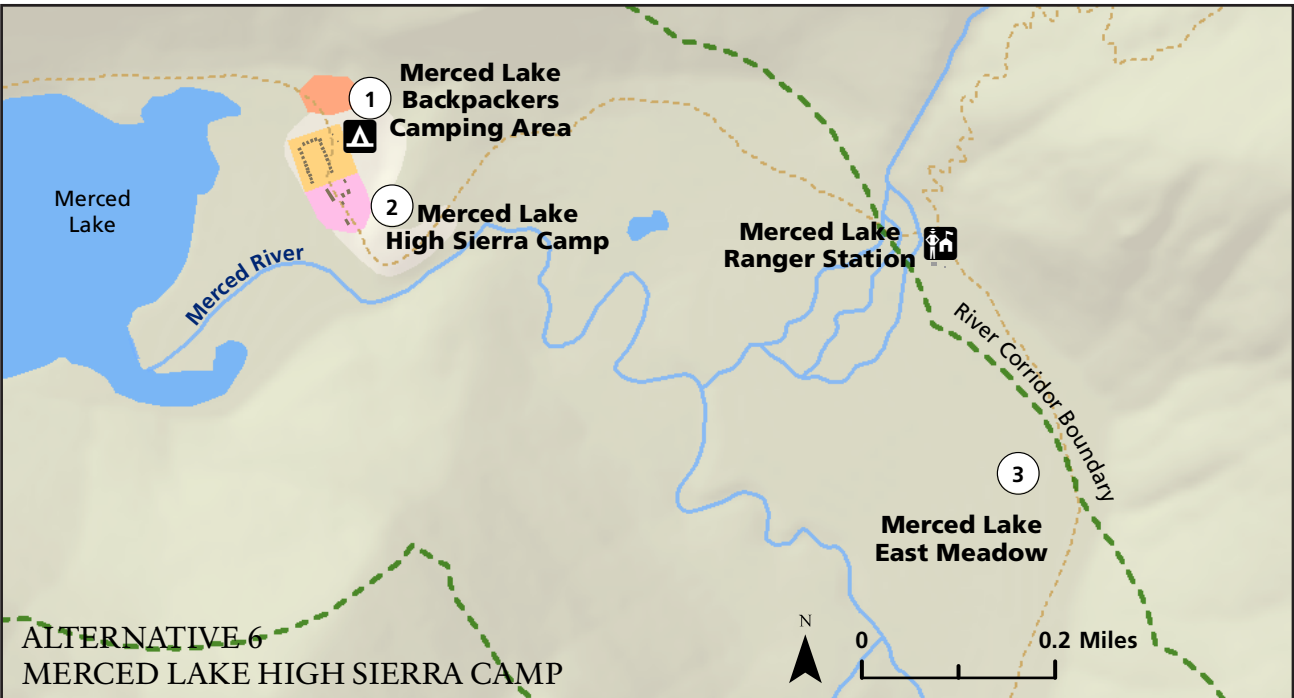 1
Merced Lake
Backpackers
Camping Area
Merced
Lake
2
Merced Lake
High Sierra Camp
Merced River
Merced Lake
Ranger Station
River Corridor Boundary
3
Merced Lake
East Meadow
N
0
0.2 Miles
ALTERNATIVE 6
MERCED LAKE HIGH SIERRA CAMP